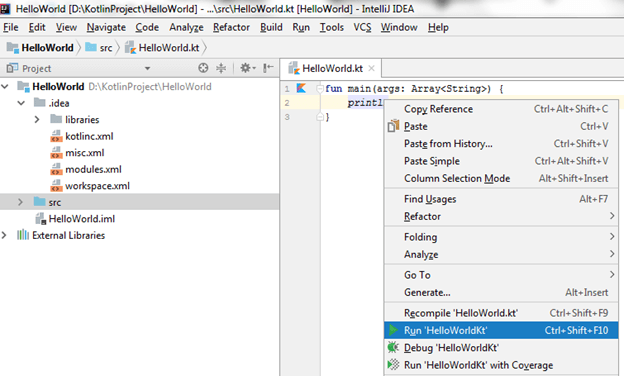 HelloWorld [D:\KotlinProject\HelloWorld] - ...\src\HelloWorld.kt [HelloWorld] - IntelliJ IDEA
File Edit View Navigate Code Analyze Refactor Build Run Tools VCS Window Help
HelloWorld src HelloWorld.kt
Project
HelloWorld D:\KotlinProject\HelloWorld
.idea
libraries
kotlinc.xml
misc.xml
modules.xml
workspace.xml
src
HelloWorld.iml
External Libraries
HelloWorld.kt
1 fun main(args: Array<String>) {
2 printl
3 }
Copy Reference Ctrl+Alt+Shift+C
Paste Ctrl+V
Paste from History... Ctrl+Shift+V
Paste Simple Ctrl+Alt+Shift+V
Column Selection Mode Alt+Shift+Insert
Find Usages Alt+F7
Refactor
Folding
Analyze
Go To
Generate... Alt+Insert
Recompile 'HelloWorld.kt' Ctrl+Shift+F9
Run 'HelloWorldKt' Ctrl+Shift+F10
Debug 'HelloWorldKt'
Run 'HelloWorldKt' with Coverage